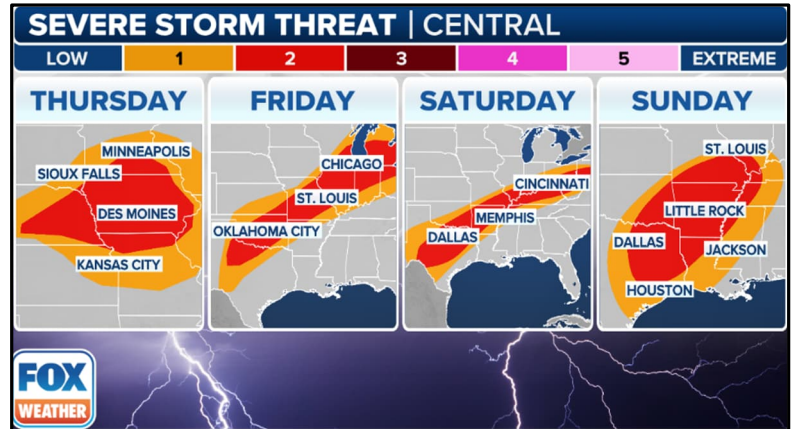 SEVERE STORM THREAT | CENTRAL
LOW 1 2 3 4 5 EXTREME
THURSDAY
MINNEAPOLIS
SIOUX FALLS
DES MOINES
KANSAS CITY
FRIDAY
CHICAGO
ST. LOUIS
OKLAHOMA CITY
SATURDAY
CINCINNATI
MEMPHIS
DALLAS
SUNDAY
ST. LOUIS
LITTLE ROCK
DALLAS
JACKSON
HOUSTON
FOX
WEATHER